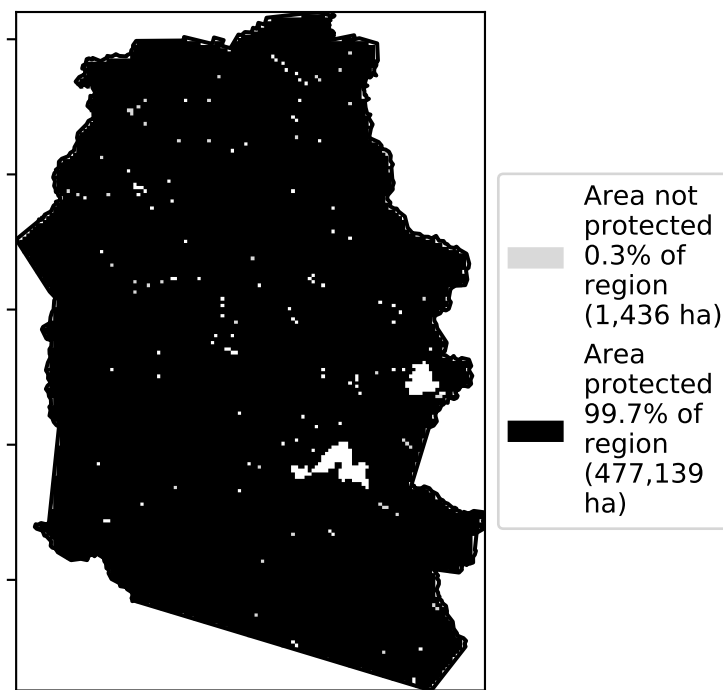 Area not
protected
0.3% of
region
(1,436 ha)
Area
protected
99.7% of
region
(477,139
ha)